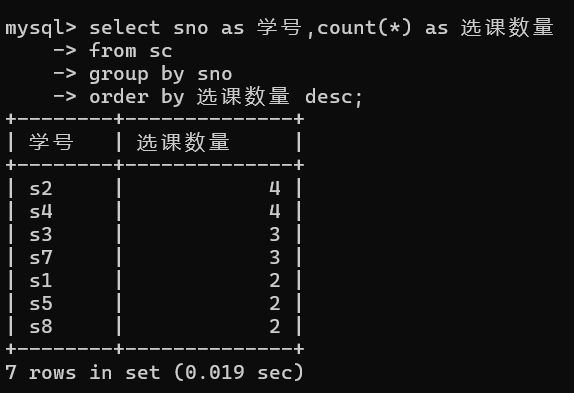 mysql> select sno as 学号,count(*) as 选课数量
    -> from sc
    -> group by sno
    -> order by 选课数量 desc;
+--------+--------------+
| 学号   | 选课数量     |
+--------+--------------+
| s2     |            4 |
| s4     |            4 |
| s3     |            3 |
| s7     |            3 |
| s1     |            2 |
| s5     |            2 |
| s8     |            2 |
+--------+--------------+
7 rows in set (0.019 sec)